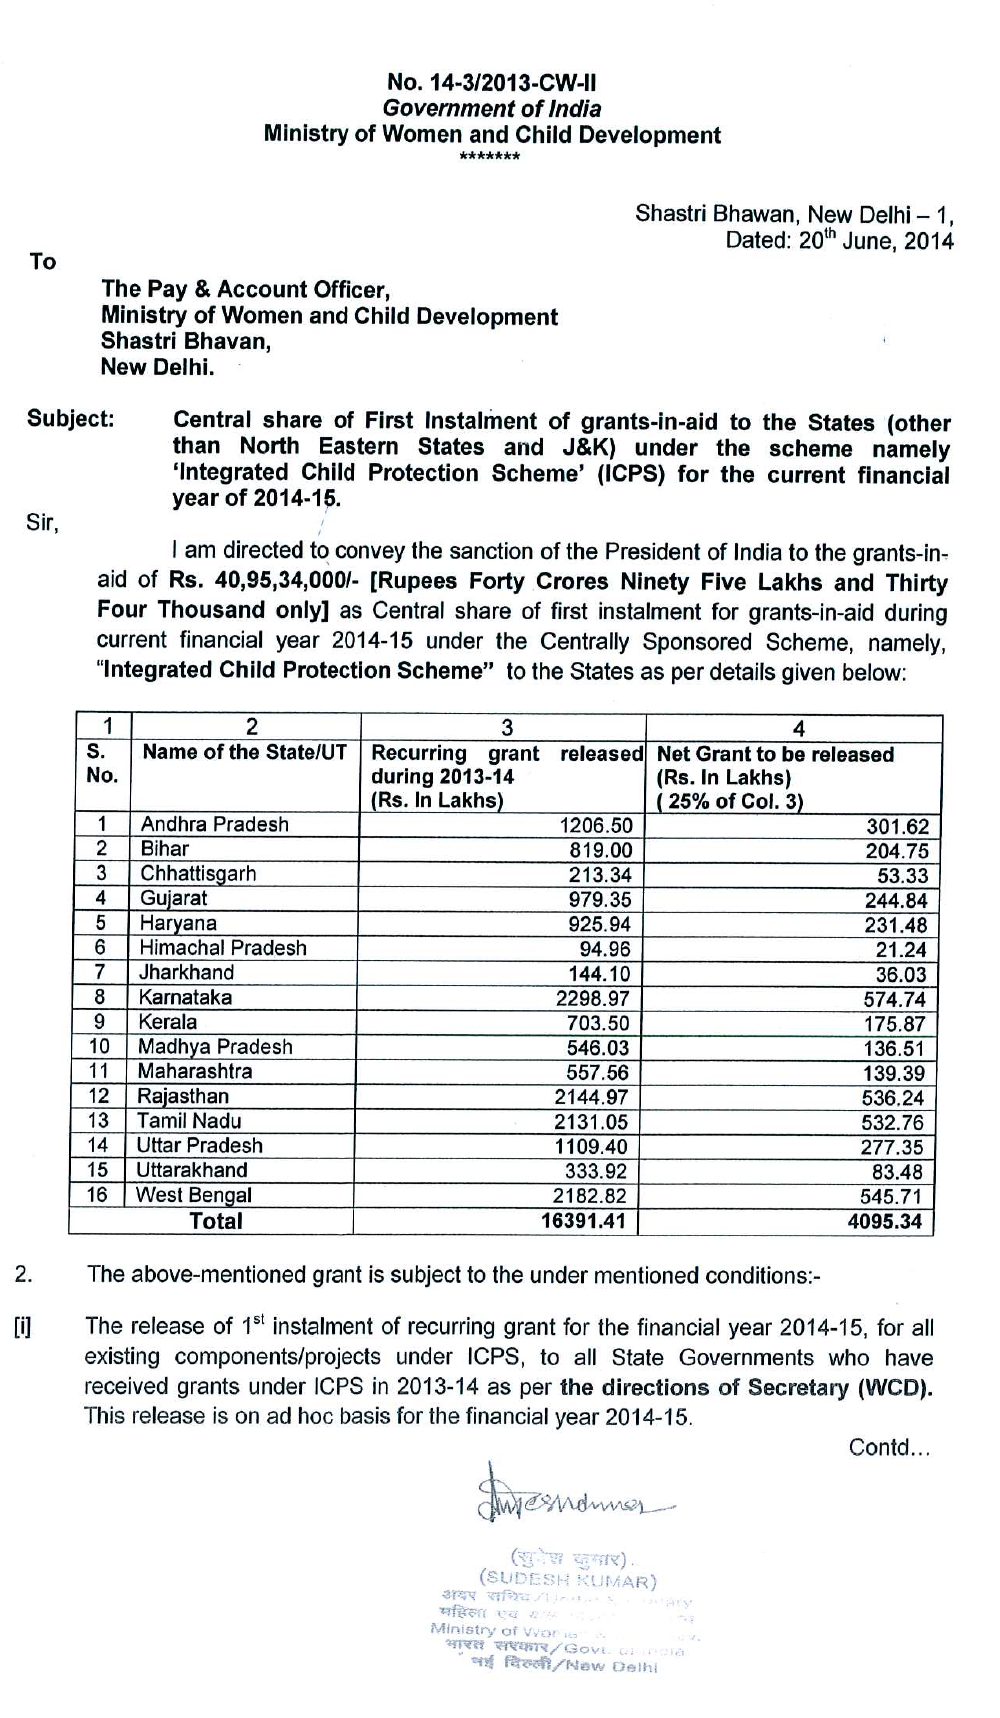 No. 14-3/2013-CW-II
Government of India
Ministry of Women and Child Development
*******
Shastri Bhawan, New Delhi – 1,
Dated: 20th June, 2014
To
The Pay & Account Officer,
Ministry of Women and Child Development
Shastri Bhavan,
New Delhi.
Subject: Central share of First Instalment of grants-in-aid to the States (other
than North Eastern States and J&K) under the scheme namely
‘Integrated Child Protection Scheme’ (ICPS) for the current financial
year of 2014-15.
Sir,
I am directed to convey the sanction of the President of India to the grants-in-
aid of Rs. 40,95,34,000/- [Rupees Forty Crores Ninety Five Lakhs and Thirty
Four Thousand only] as Central share of first instalment for grants-in-aid during
current financial year 2014-15 under the Centrally Sponsored Scheme, namely,
“Integrated Child Protection Scheme” to the States as per details given below:
1 2 3 4
S. Name of the State/UT Recurring grant released Net Grant to be released
No. during 2013-14 (Rs. In Lakhs)
(Rs. In Lakhs) ( 25% of Col. 3)
1 Andhra Pradesh 1206.50 301.62
2 Bihar 819.00 204.75
3 Chhattisgarh 213.34 53.33
4 Gujarat 979.35 244.84
5 Haryana 925.94 231.48
6 Himachal Pradesh 94.96 21.24
7 Jharkhand 144.10 36.03
8 Karnataka 2298.97 574.74
9 Kerala 703.50 175.87
10 Madhya Pradesh 546.03 136.51
11 Maharashtra 557.56 139.39
12 Rajasthan 2144.97 536.24
13 Tamil Nadu 2131.05 532.76
14 Uttar Pradesh 1109.40 277.35
15 Uttarakhand 333.92 83.48
16 West Bengal 2182.82 545.71
Total 16391.41 4095.34
2. The above-mentioned grant is subject to the under mentioned conditions:-
[i] The release of 1st instalment of recurring grant for the financial year 2014-15, for all
existing components/projects under ICPS, to all State Governments who have
received grants under ICPS in 2013-14 as per the directions of Secretary (WCD).
This release is on ad hoc basis for the financial year 2014-15.
Contd...
कुमार)
(SUDESH KUMAR)
सचिव
महिला एवं
Ministry of
भारत सरकार/Govt. of India
नई दिल्ली/New Delhi